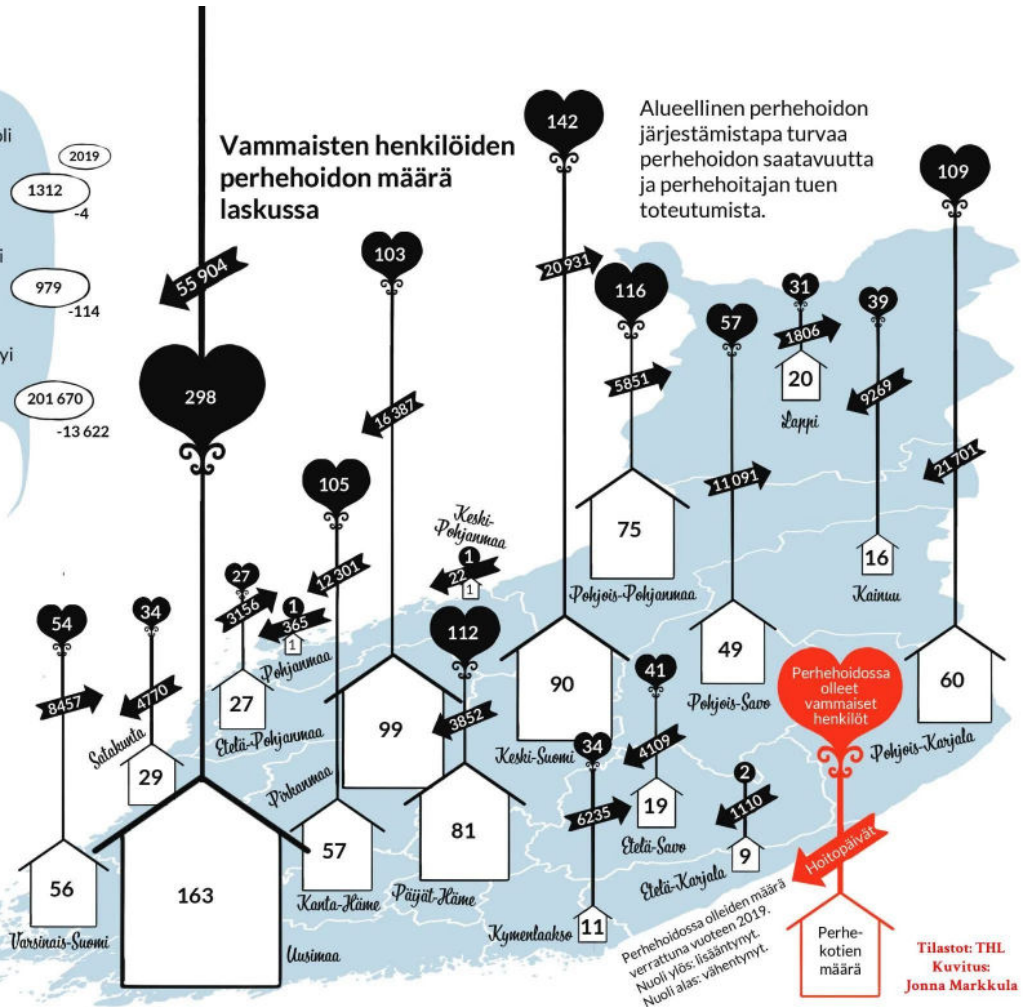 oli
2019
1312
-4
i
979
-114
yi
201 670
-13 622
Vammaisten henkilöiden
perhehoidon määrä
laskussa
Alueellinen perhehoidon
järjestämistapa turvaa
perhehoidon saatavuutta
ja perhehoitajan tuen
toteutumista.
54
8457
56
Varsinais-Suomi
34
4770
Satakunta
29
55 904
298
163
Uusimaa
27
3156
27
Etelä-Pohjanmaa
1
365
1
Pohjanmaa
105
12 301
57
Kanta-Häme
103
16 387
99
Pirkanmaa
Keski-
Pohjanmaa
1
22
1
112
3852
81
Päijät-Häme
142
20 931
90
Keski-Suomi
34
6235
11
Kymenlaakso
116
5851
75
Pohjois-Pohjanmaa
41
4109
19
Etelä-Savo
57
11 091
49
Pohjois-Savo
2
1110
9
Etelä-Karjala
31
1806
20
Lappi
39
9269
16
Kainuu
109
21 701
60
Pohjois-Karjala
Perhehoidossa
olleet
vammaiset
henkilöt
Hoitopäivät
Perhe-
kotien
määrä
Perhehoidossa olleiden määrä
verrattuna vuoteen 2019.
Nuoli ylös: lisääntynyt.
Nuoli alas: vähentynyt.
Tilastot: THL
Kuvitus:
Jonna Markkula